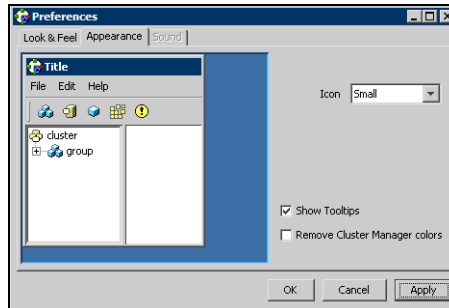 Preferences
Look & Feel Appearance Sound
Title
File Edit Help
Icon Small
cluster
group
Show Tooltips
Remove Cluster Manager colors
OK Cancel Apply